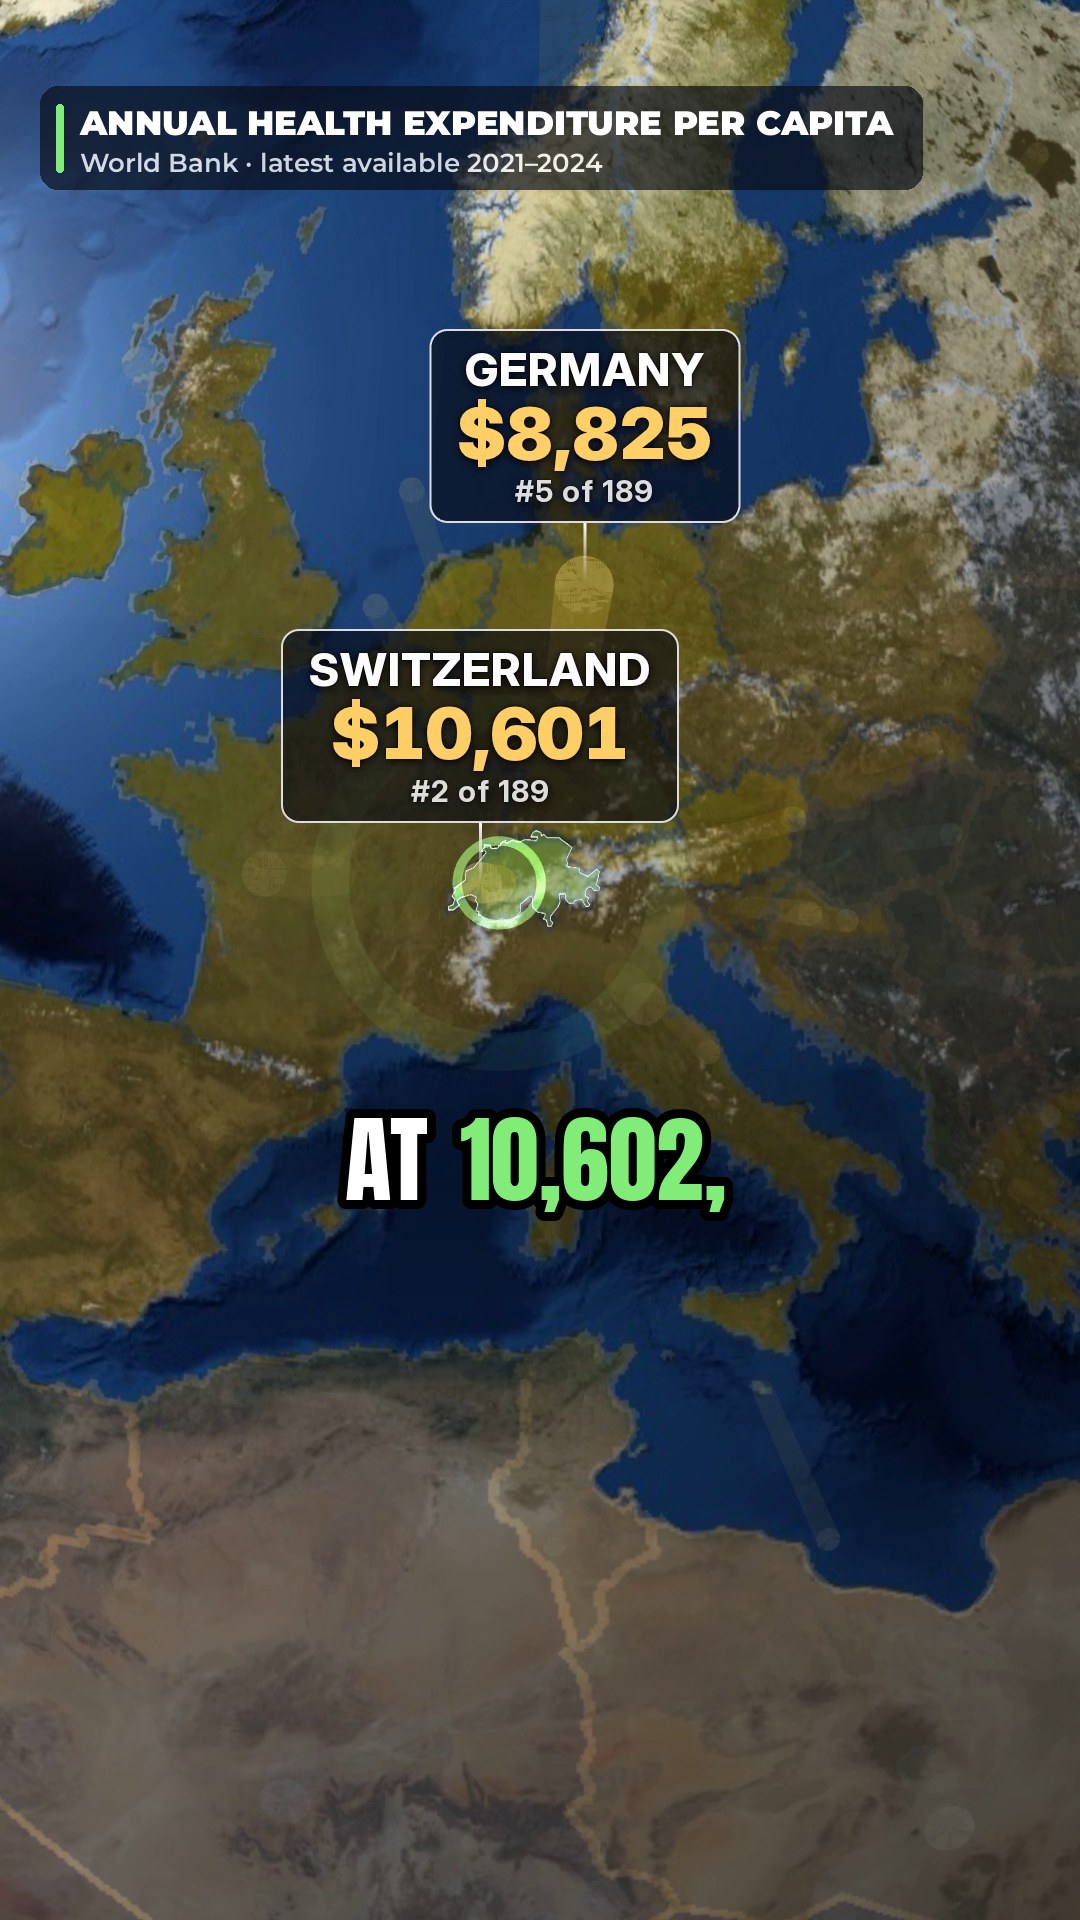 ANNUAL HEALTH EXPENDITURE PER CAPITA
World Bank · latest available 2021–2024
GERMANY
$8,825
#5 of 189
SWITZERLAND
$10,601
#2 of 189
AT 10,602,